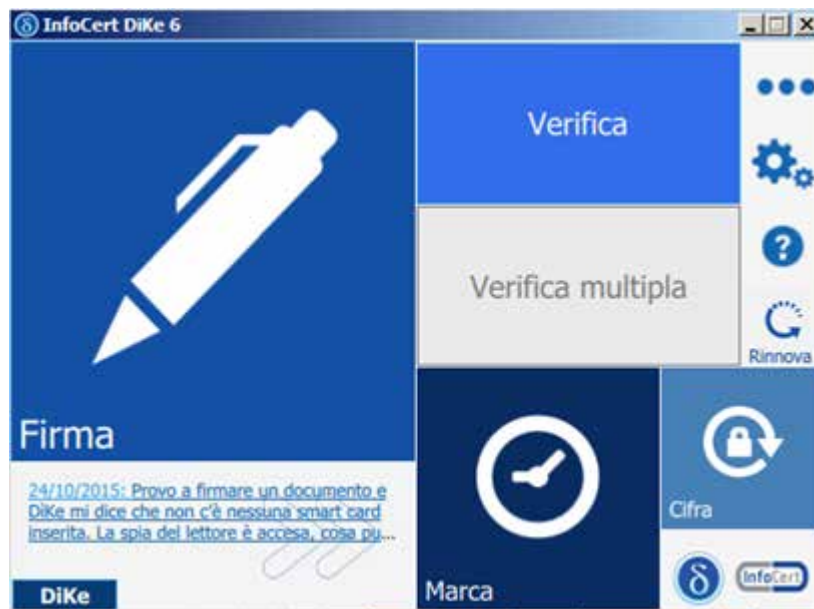 InfoCert DiKe 6
Verifica
Verifica multipla
Rinnova
Firma
24/10/2015: Provo a firmare un documento e
DiKe mi dice che non c'è nessuna smart card
inserita. La spia del lettore è accesa, cosa pu...
Cifra
DiKe
Marca
InfoCert